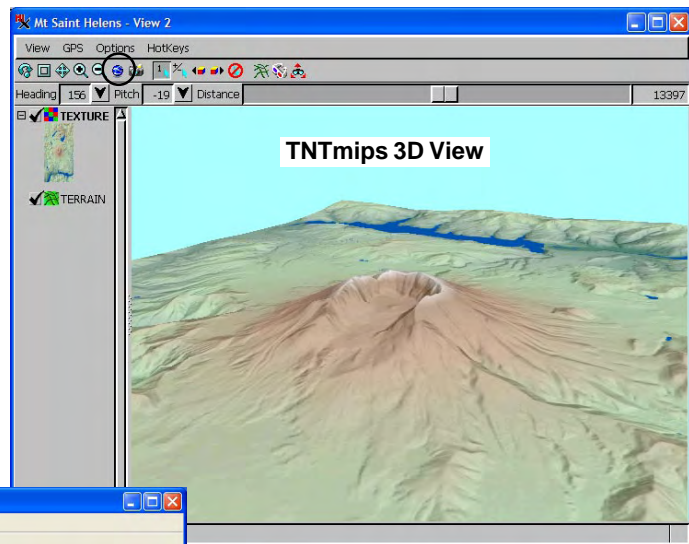 Mt Saint Helens - View 2
View GPS Options HotKeys
Heading 156 Pitch -19 Distance 13397
TEXTURE
TERRAIN
TNTmips 3D View